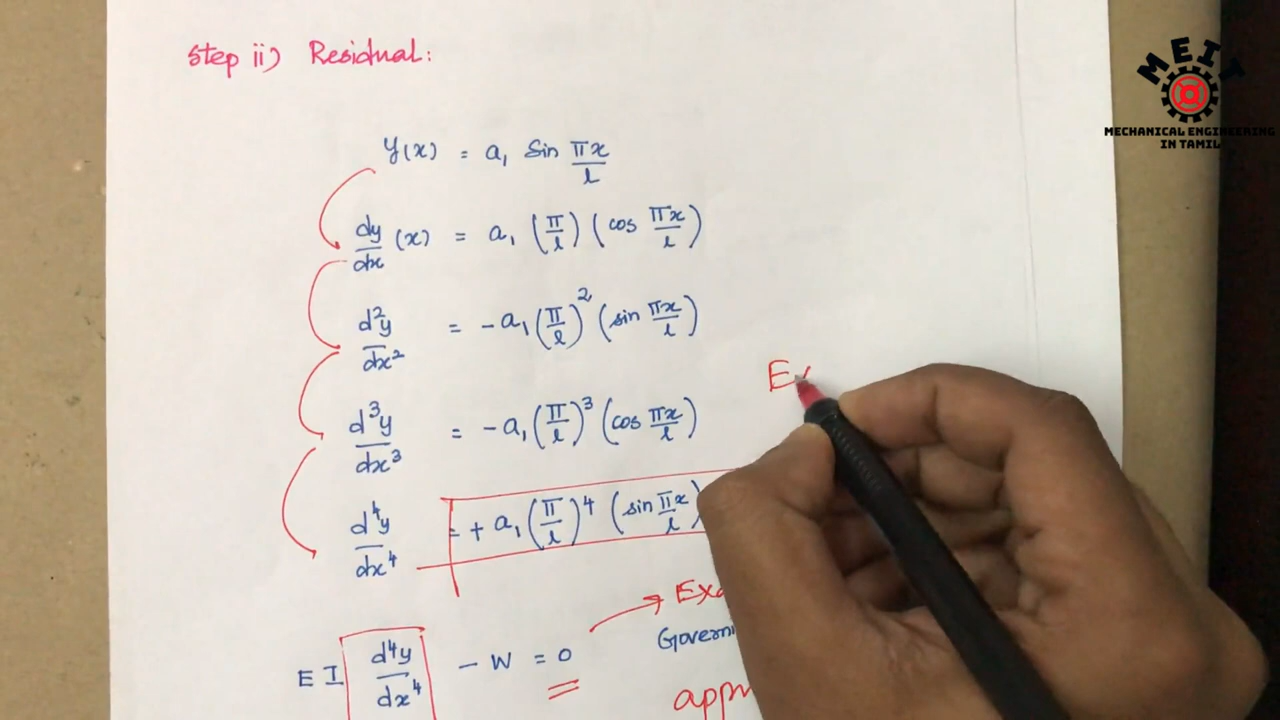 Step ii) Residual:
MEIT
MECHANICAL ENGINEERING
IN TAMIL
y(x) = a₁ Sin πx/l
dy/dx (x) = a₁ (π/l) (cos πx/l)
d²y/dx² = -a₁ (π/l)² (sin πx/l)
d³y/dx³ = -a₁ (π/l)³ (cos πx/l)
d⁴y/dx⁴ = + a₁ (π/l)⁴ (sin πx/l)
EI d⁴y/dx⁴ - W = 0